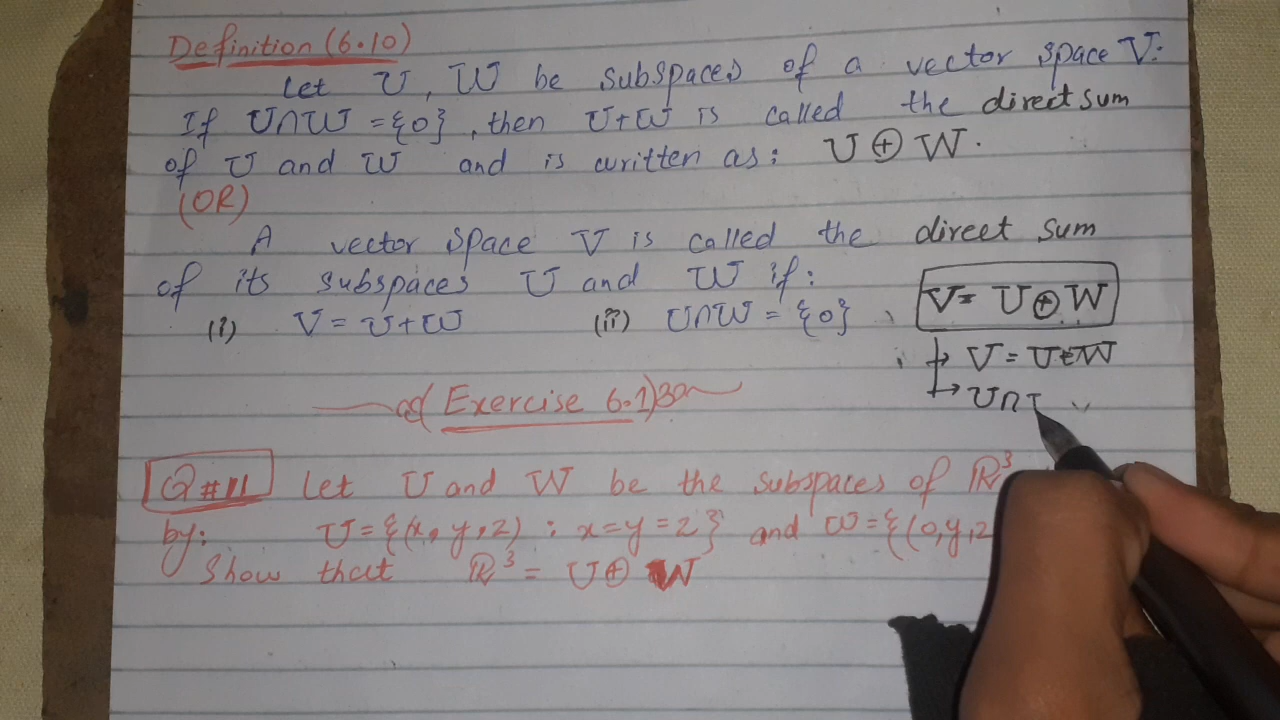 Definition (6.10)
Let U, W be subspaces of a vector space V.
If U∩W = {0}, then U+W is called the direct sum
of U and W and is written as: U ⊕ W.
(OR)
A vector space V is called the direct sum
of its subspaces U and W if:
(i) V = U+W (ii) U∩W = {0}
V = U⊕W
→ V = U+W
→ U∩
Exercise 6.1
Q#11 Let U and W be the subspaces of R³
by: U = {(x, y, z) : x=y=z} and W = {(0,y,z
Show that R³ = U⊕ W